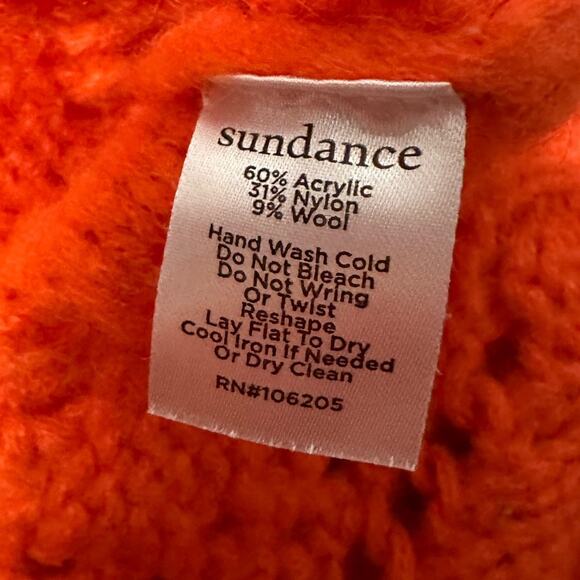 sundance
60% Acrylic
31% Nylon
9% Wool
Hand Wash Cold
Do Not Bleach
Do Not Wring
Or Twist
Reshape
Lay Flat To Dry
Cool Iron If Needed
Or Dry Clean
RN#106205